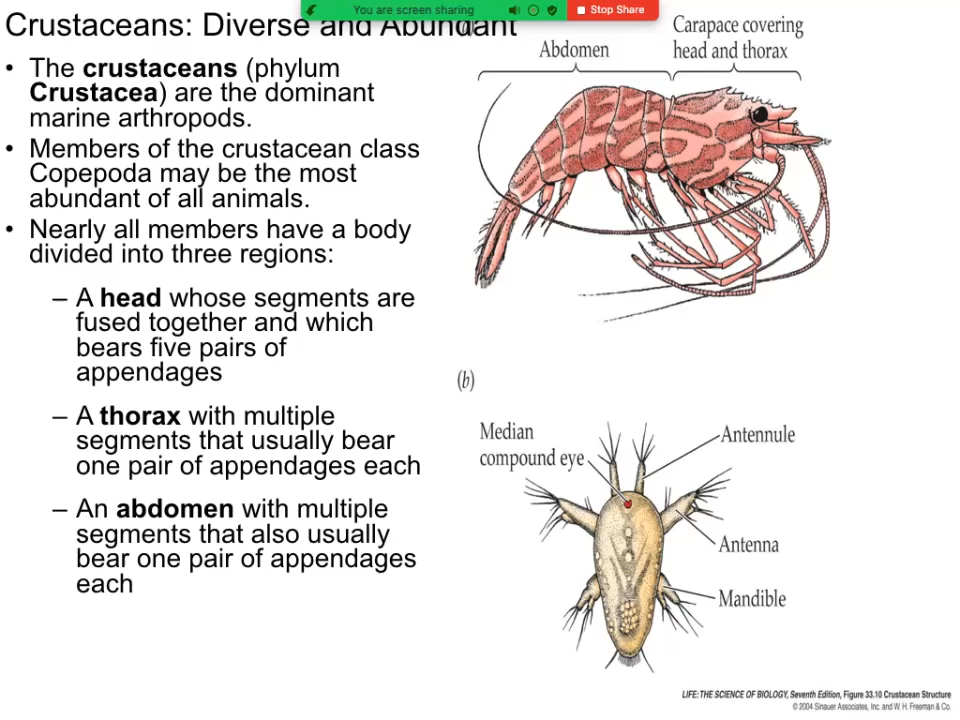 You are screen sharing
Stop Share
Crustaceans: Diverse and Abundant
• The crustaceans (phylum
Crustacea) are the dominant
marine arthropods.
• Members of the crustacean class
Copepoda may be the most
abundant of all animals.
• Nearly all members have a body
divided into three regions:
– A head whose segments are
fused together and which
bears five pairs of
appendages
– A thorax with multiple
segments that usually bear
one pair of appendages each
– An abdomen with multiple
segments that also usually
bear one pair of appendages
each
Abdomen
Carapace covering
head and thorax
(b)
Median
compound eye
Antennule
Antenna
Mandible
LIFE: THE SCIENCE OF BIOLOGY, Seventh Edition, Figure 33.10 Crustacean Structure
© 2004 Sinauer Associates, Inc. and W. H. Freeman & Co.